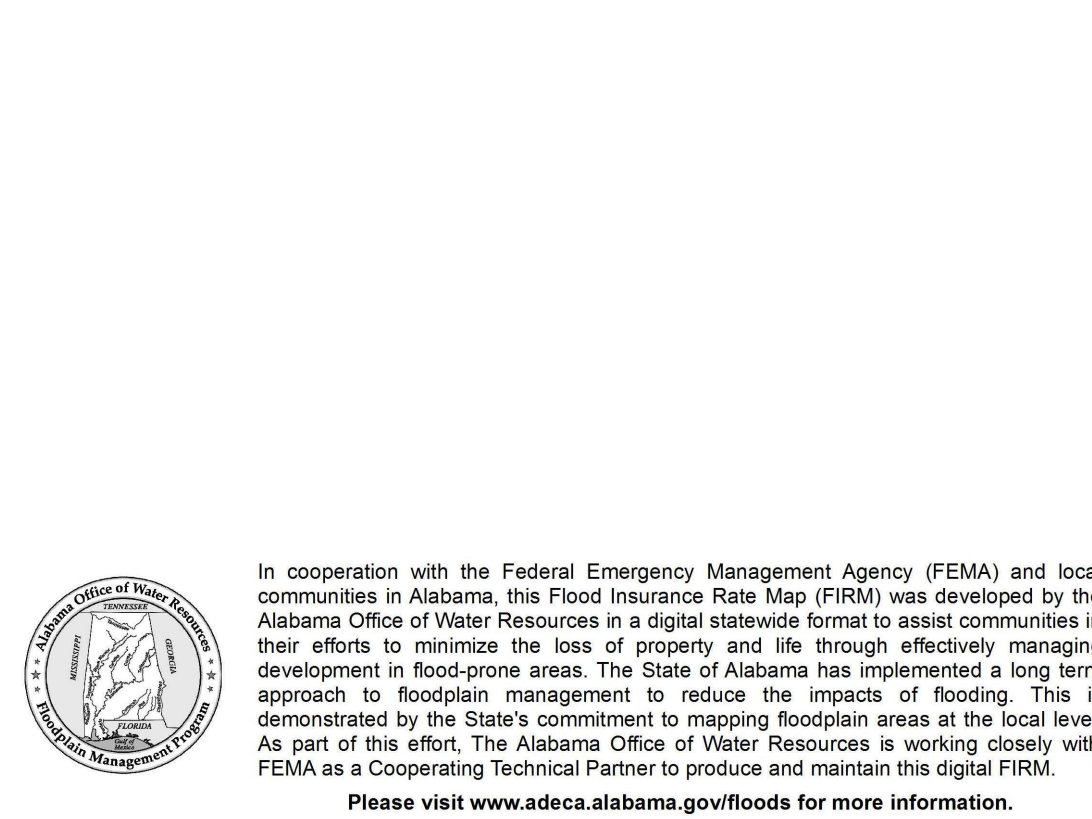 Alabama Office of Water Resources
TENNESSEE
MISSISSIPPI
GEORGIA
FLORIDA
Gulf of
Mexico
Floodplain Management Program
In cooperation with the Federal Emergency Management Agency (FEMA) and loca
communities in Alabama, this Flood Insurance Rate Map (FIRM) was developed by th
Alabama Office of Water Resources in a digital statewide format to assist communities i
their efforts to minimize the loss of property and life through effectively managing
development in flood-prone areas. The State of Alabama has implemented a long term
approach to floodplain management to reduce the impacts of flooding. This i
demonstrated by the State's commitment to mapping floodplain areas at the local level
As part of this effort, The Alabama Office of Water Resources is working closely with
FEMA as a Cooperating Technical Partner to produce and maintain this digital FIRM.
Please visit www.adeca.alabama.gov/floods for more information.